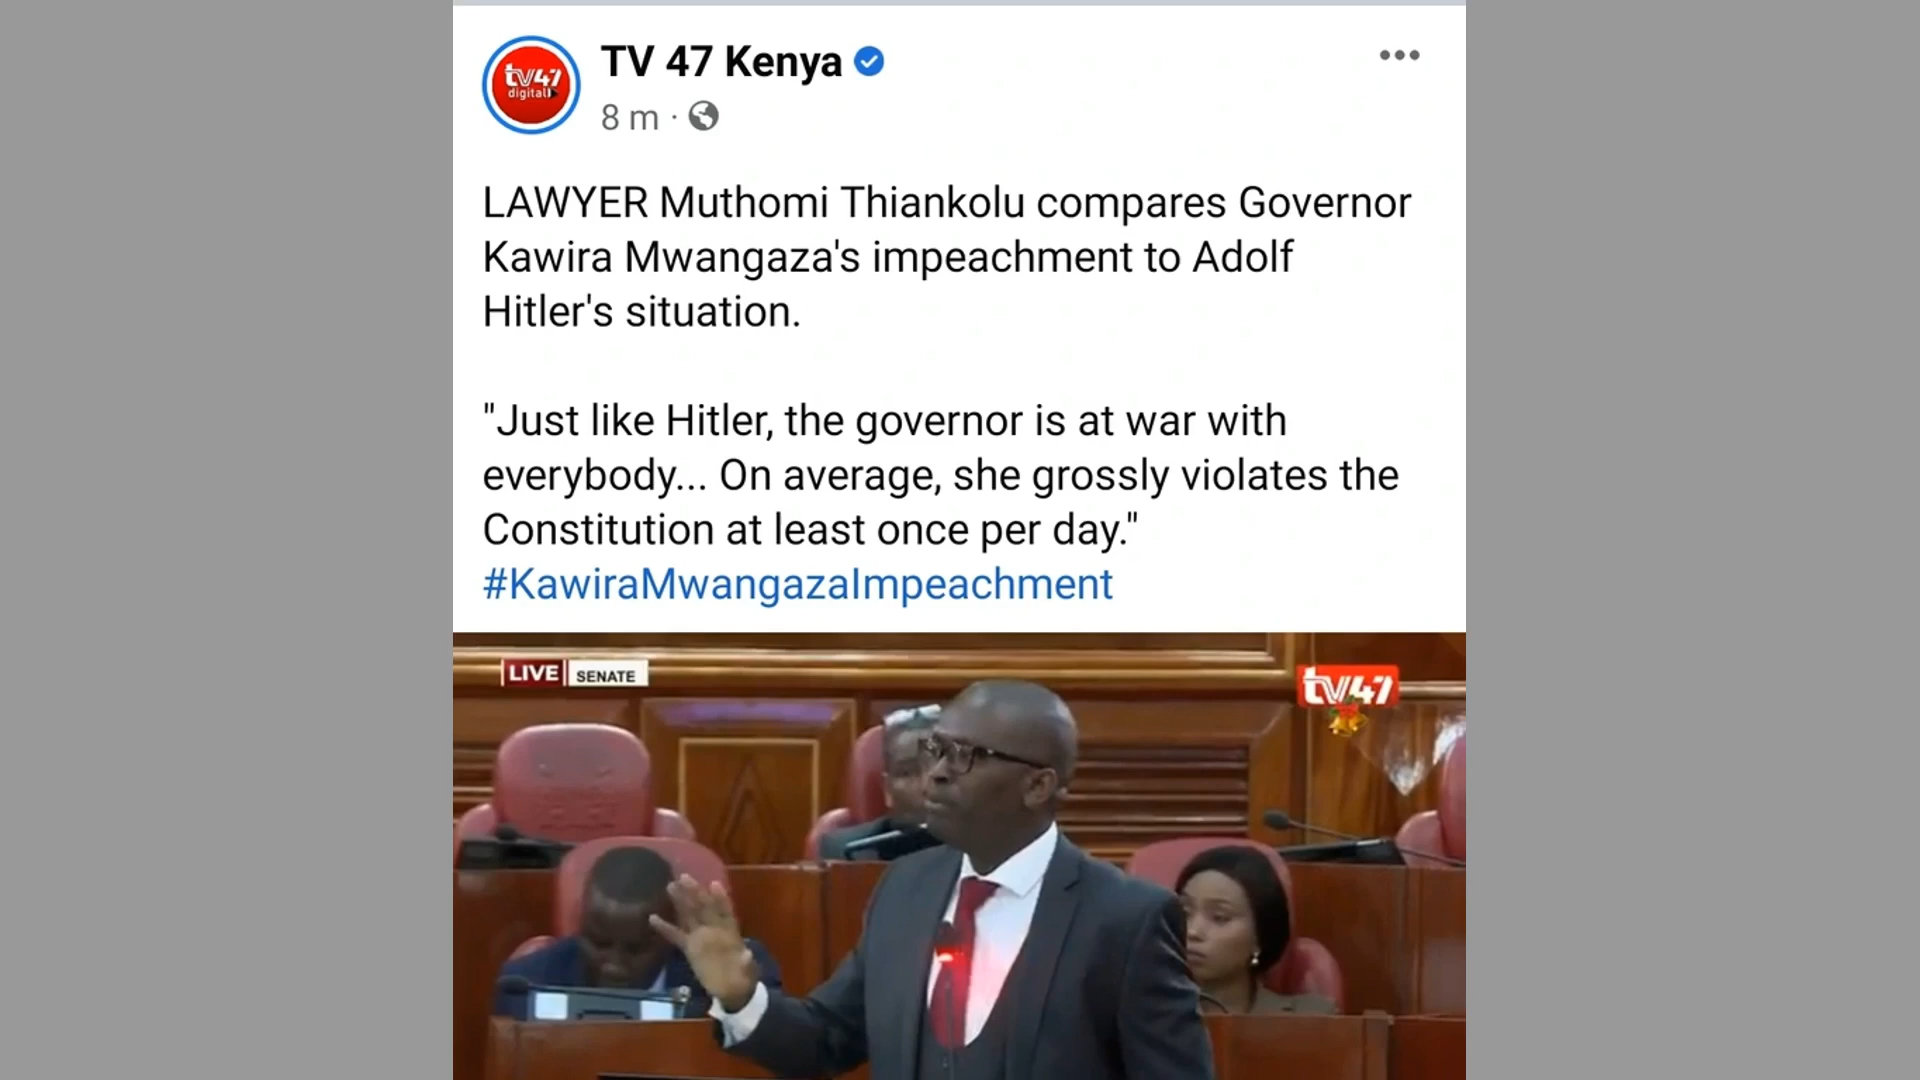 tv47
digital
TV 47 Kenya
8 m ·
LAWYER Muthomi Thiankolu compares Governor
Kawira Mwangaza's impeachment to Adolf
Hitler's situation.
"Just like Hitler, the governor is at war with
everybody... On average, she grossly violates the
Constitution at least once per day."
#KawiraMwangazaImpeachment
LIVE SENATE
tv47